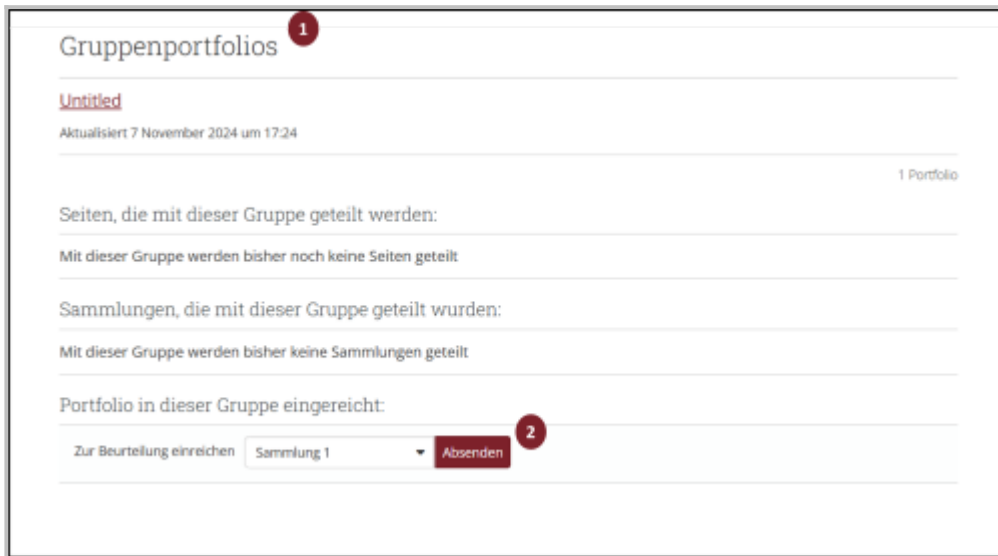 Gruppenportfolios 1
Untitled
Aktualisiert 7 November 2024 um 17:24
1 Portfolio
Seiten, die mit dieser Gruppe geteilt werden:
Mit dieser Gruppe werden bisher noch keine Seiten geteilt
Sammlungen, die mit dieser Gruppe geteilt wurden:
Mit dieser Gruppe werden bisher keine Sammlungen geteilt
Portfolio in dieser Gruppe eingereicht:
Zur Beurteilung einreichen Sammlung 1 Absenden 2